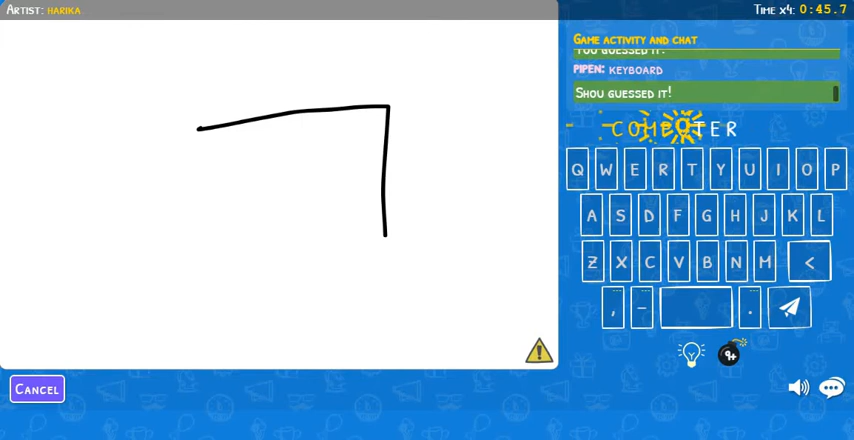 ARTIST: HARIKA
TIME X4: 0:45.7
GAME ACTIVITY AND CHAT
YOU GUESSED IT!
PIPEN: KEYBOARD
SHOU GUESSED IT!
COMPUTER
Q W E R T Y U I O P
A S D F G H J K L
Z X C V B N M <
, - .
9+
CANCEL